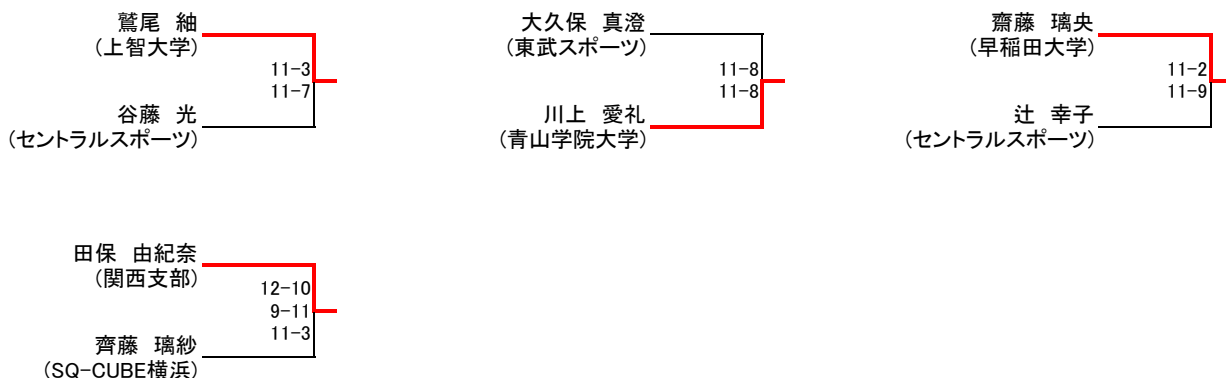 鷲尾 紬
(上智大学)
11-3
11-7
谷藤 光
(セントラルスポーツ)
大久保 真澄
(東武スポーツ)
11-8
11-8
川上 愛礼
(青山学院大学)
齋藤 璃央
(早稲田大学)
11-2
11-9
辻 幸子
(セントラルスポーツ)
田保 由紀奈
(関西支部)
12-10
9-11
11-3
齊藤 璃紗
(SQ-CUBE横浜)